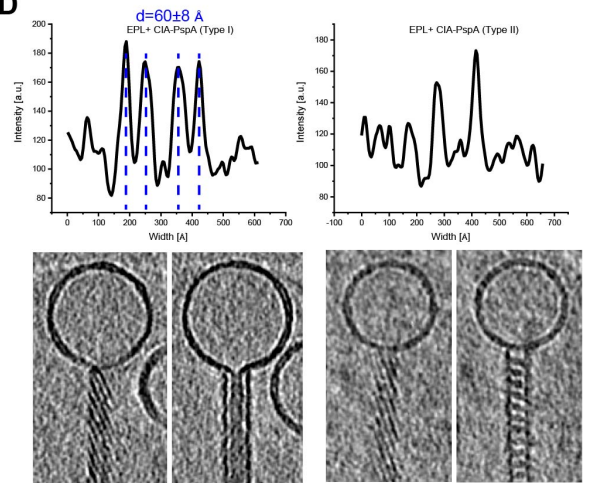 D
d=60±8 Å
EPL+ ClA-PspA (Type I)
200
180
160
140
120
100
80
Intensity [a.u.]
0 100 200 300 400 500 600 700
Width [A]
EPL+ ClA-PspA (Type II)
180
160
140
120
100
80
Intensity [a.u.]
-100 0 100 200 300 400 500 600 700
Width [A]